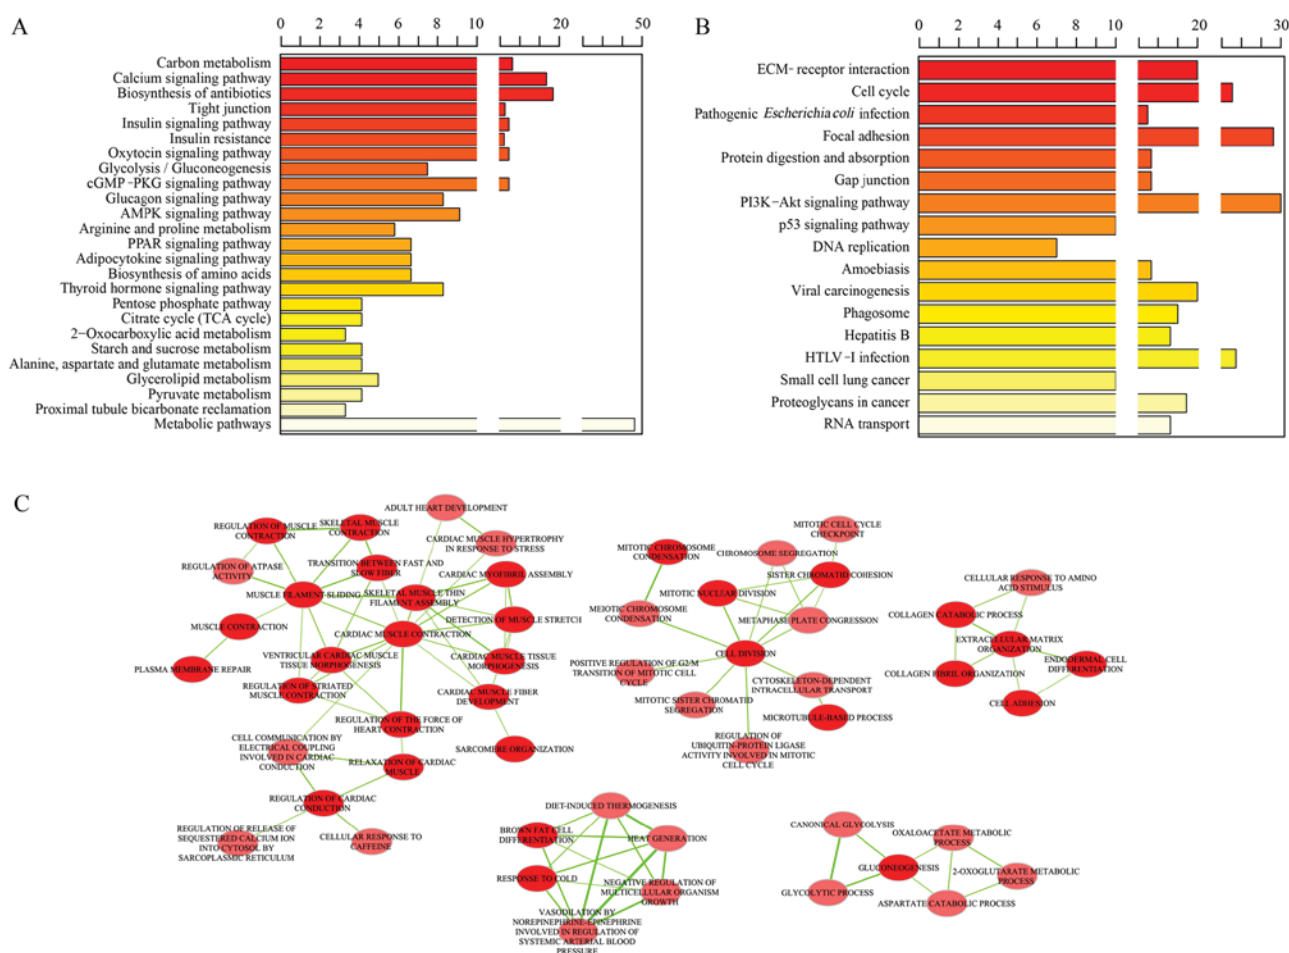 A
0 2 4 6 8 10 20 50
Carbon metabolism
Calcium signaling pathway
Biosynthesis of antibiotics
Tight junction
Insulin signaling pathway
Insulin resistance
Oxytocin signaling pathway
Glycolysis / Gluconeogenesis
cGMP-PKG signaling pathway
Glucagon signaling pathway
AMPK signaling pathway
Arginine and proline metabolism
PPAR signaling pathway
Adipocytokine signaling pathway
Biosynthesis of amino acids
Thyroid hormone signaling pathway
Pentose phosphate pathway
Citrate cycle (TCA cycle)
2-Oxocarboxylic acid metabolism
Starch and sucrose metabolism
Alanine, aspartate and glutamate metabolism
Glycerolipid metabolism
Pyruvate metabolism
Proximal tubule bicarbonate reclamation
Metabolic pathways
B
0 2 4 6 8 10 20 30
ECM-receptor interaction
Cell cycle
Pathogenic Escherichia coli infection
Focal adhesion
Protein digestion and absorption
Gap junction
PI3K-Akt signaling pathway
p53 signaling pathway
DNA replication
Amoebiasis
Viral carcinogenesis
Phagosome
Hepatitis B
HTLV-I infection
Small cell lung cancer
Proteoglycans in cancer
RNA transport
C
ADULT HEART DEVELOPMENT
REGULATION OF MUSCLE
CONTRACTION
SKELETAL MUSCLE
CONTRACTION
CARDIAC MUSCLE HYPERTROPHY
IN RESPONSE TO STRESS
REGULATION OF ATPASE
ACTIVITY
TRANSITION BETWEEN FAST AND
SLOW FIBER
CARDIAC MYOFIBRIL ASSEMBLY
MUSCLE FILAMENT SLIDING
SKELETAL MUSCLE THIN
FILAMENT ASSEMBLY
DETECTION OF MUSCLE STRETCH
MUSCLE CONTRACTION
CARDIAC MUSCLE CONTRACTION
PLASMA MEMBRANE REPAIR
VENTRICULAR CARDIAC MUSCLE
TISSUE MORPHOGENESIS
CARDIAC MUSCLE TISSUE
MORPHOGENESIS
REGULATION OF STRIATED
MUSCLE CONTRACTION
CARDIAC MUSCLE FIBER
DEVELOPMENT
REGULATION OF THE FORCE OF
HEART CONTRACTION
CELL COMMUNICATION BY
ELECTRICAL COUPLING
INVOLVED IN CARDIAC
CONDUCTION
SARCOMERE ORGANIZATION
RELAXATION OF CARDIAC
MUSCLE
REGULATION OF CARDIAC
CONDUCTION
REGULATION OF RELEASE OF
SEQUESTERED CALCIUM ION
INTO CYTOSOL BY
SARCOPLASMIC RETICULUM
CELLULAR RESPONSE TO
CAFFEINE
MITOTIC CELL CYCLE
CHECKPOINT
MITOTIC CHROMOSOME
CONDENSATION
CHROMOSOME SEGREGATION
SISTER CHROMATID COHESION
MITOTIC NUCLEAR DIVISION
MEIOTIC CHROMOSOME
CONDENSATION
METAPHASE PLATE CONGRESSION
CELL DIVISION
POSITIVE REGULATION OF G2/M
TRANSITION OF MITOTIC CELL
CYCLE
CYTOSKELETON-DEPENDENT
INTRACELLULAR TRANSPORT
MITOTIC SISTER CHROMATID
SEGREGATION
MICROTUBULE-BASED PROCESS
REGULATION OF
UBIQUITIN-PROTEIN LIGASE
ACTIVITY INVOLVED IN MITOTIC
CELL CYCLE
CELLULAR RESPONSE TO AMINO
ACID STIMULUS
COLLAGEN CATABOLIC PROCESS
EXTRACELLULAR MATRIX
ORGANIZATION
ENDODERMAL CELL
DIFFERENTIATION
COLLAGEN FIBRIL ORGANIZATION
CELL ADHESION
DIET-INDUCED THERMOGENESIS
BROWN FAT CELL
DIFFERENTIATION
HEAT GENERATION
RESPONSE TO COLD
NEGATIVE REGULATION OF
MULTICELLULAR ORGANISM
GROWTH
VASODILATION BY
NOREPINEPHRINE-EPINEPHRINE
INVOLVED IN REGULATION OF
SYSTEMIC ARTERIAL BLOOD
PRESSURE
CANONICAL GLYCOLYSIS
OXALOACETATE METABOLIC
PROCESS
GLUCONEOGENESIS
2-OXOGLUTARATE METABOLIC
PROCESS
GLYCOLYTIC PROCESS
ASPARTATE CATABOLIC PROCESS